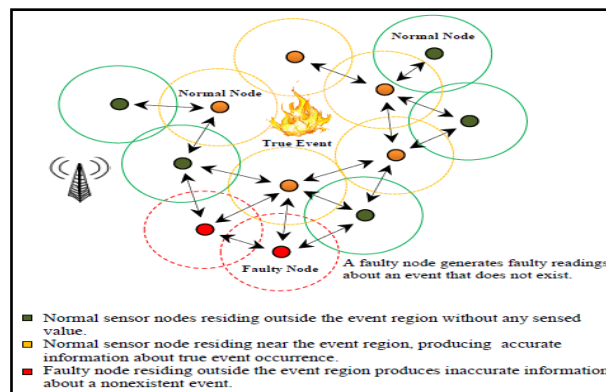 Normal Node
Normal Node
True Event
Faulty Node
A faulty node generates faulty readings
about an event that does not exist.
Normal sensor nodes residing outside the event region without any sensed
value.
Normal sensor node residing near the event region, producing accurate
information about true event occurrence.
Faulty node residing outside the event region produces inaccurate information
about a nonexistent event.